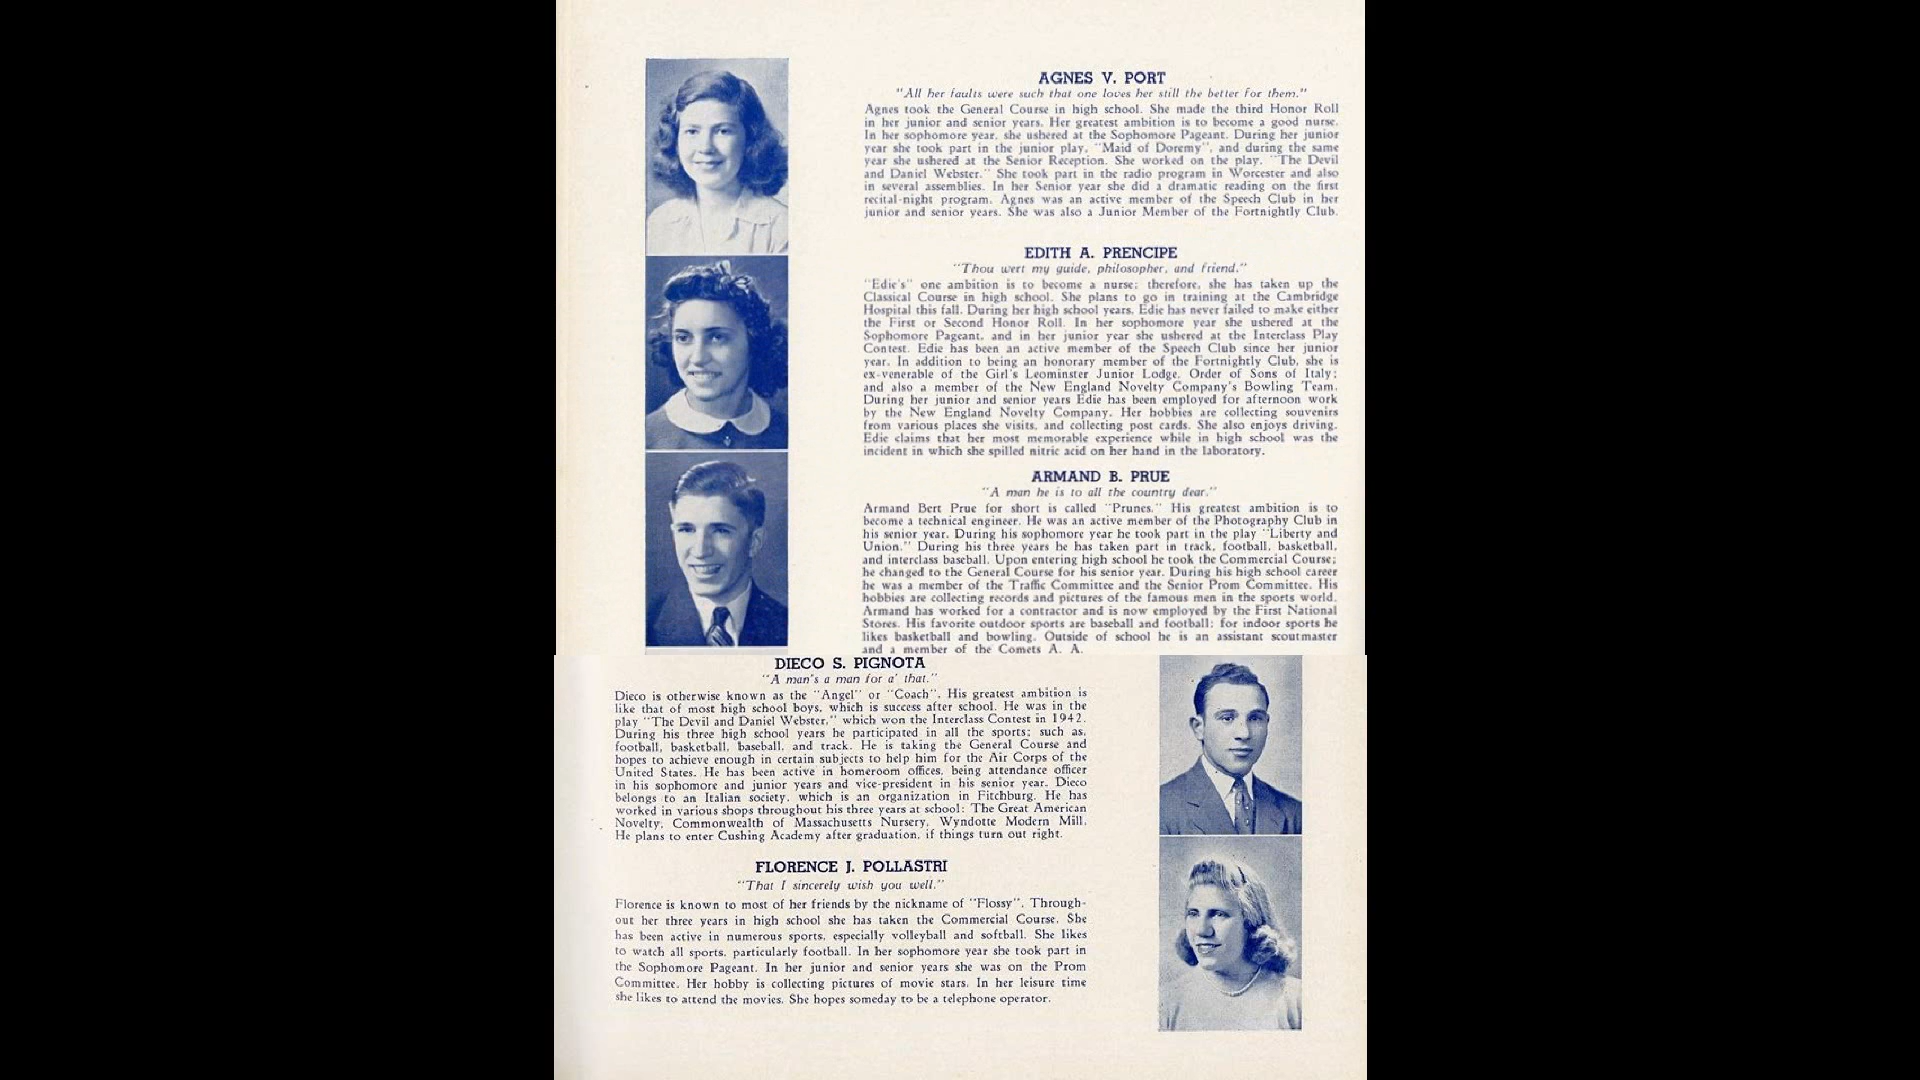 AGNES V. PORT
"All her faults were such that one loves her still the better for them."
Agnes took the General Course in high school. She made the third Honor Roll
in her junior and senior years. Her greatest ambition is to become a good nurse.
In her sophomore year, she ushered at the Sophomore Pageant. During her junior
year she took part in the junior play, "Maid of Doremy", and during the same
year she ushered at the Senior Reception. She worked on the play, "The Devil
and Daniel Webster." She took part in the radio program in Worcester and also
in several assemblies. In her Senior year she did a dramatic reading on the first
recital-night program. Agnes was an active member of the Speech Club in her
junior and senior years. She was also a Junior Member of the Fortnightly Club.
EDITH A. PRENCIPE
"Thou wert my guide, philosopher, and friend."
"Edie's" one ambition is to become a nurse; therefore, she has taken up the
Classical Course in high school. She plans to go in training at the Cambridge
Hospital this fall. During her high school years, Edie has never failed to make either
the First or Second Honor Roll. In her sophomore year she ushered at the
Sophomore Pageant, and in her junior year she ushered at the Interclass Play
Contest. Edie has been an active member of the Speech Club since her junior
year. In addition to being an honorary member of the Fortnightly Club, she is
ex-venerable of the Girl's Leominster Junior Lodge, Order of Sons of Italy;
and also a member of the New England Novelty Company's Bowling Team.
During her junior and senior years Edie has been employed for afternoon work
by the New England Novelty Company. Her hobbies are collecting souvenirs
from various places she visits, and collecting post cards. She also enjoys driving.
Edie claims that her most memorable experience while in high school was the
incident in which she spilled nitric acid on her hand in the laboratory.
ARMAND B. PRUE
"A man he is to all the country dear."
Armand Bert Prue for short is called "Prunes." His greatest ambition is to
become a technical engineer. He was an active member of the Photography Club in
his senior year. During his sophomore year he took part in the play "Liberty and
Union." During his three years he has taken part in track, football, basketball,
and interclass baseball. Upon entering high school he took the Commercial Course;
he changed to the General Course for his senior year. During his high school career
he was a member of the Traffic Committee and the Senior Prom Committee. His
hobbies are collecting records and pictures of the famous men in the sports world.
Armand has worked for a contractor and is now employed by the First National
Stores. His favorite outdoor sports are baseball and football; for indoor sports he
likes basketball and bowling. Outside of school he is an assistant scoutmaster
and a member of the Comets A. A.
DIECO S. PIGNOTA
"A man's a man for a' that."
Dieco is otherwise known as the "Angel" or "Coach". His greatest ambition is
like that of most high school boys, which is success after school. He was in the
play "The Devil and Daniel Webster," which won the Interclass Contest in 1942.
During his three high school years he participated in all the sports; such as,
football, basketball, baseball, and track. He is taking the General Course and
hopes to achieve enough in certain subjects to help him for the Air Corps of the
United States. He has been active in homeroom offices, being attendance officer
in his sophomore and junior years and vice-president in his senior year. Dieco
belongs to an Italian society, which is an organization in Fitchburg. He has
worked in various shops throughout his three years at school: The Great American
Novelty, Commonwealth of Massachusetts Nursery, Wyndotte Modern Mill.
He plans to enter Cushing Academy after graduation, if things turn out right.
FLORENCE J. POLLASTRI
"That I sincerely wish you well."
Florence is known to most of her friends by the nickname of "Flossy". Through-
out her three years in high school she has taken the Commercial Course. She
has been active in numerous sports, especially volleyball and softball. She likes
to watch all sports, particularly football. In her sophomore year she took part in
the Sophomore Pageant. In her junior and senior years she was on the Prom
Committee. Her hobby is collecting pictures of movie stars. In her leisure time
she likes to attend the movies. She hopes someday to be a telephone operator.